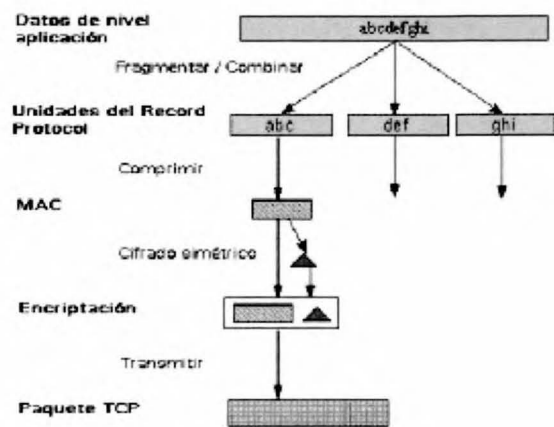 Datos de nivel
aplicación
abcdefghi
Fragmentar / Combinar
Unidades del Record
Protocol
abc
def
ghi
Comprimir
MAC
Cifrado simétrico
Encriptación
Transmitir
Paquete TCP